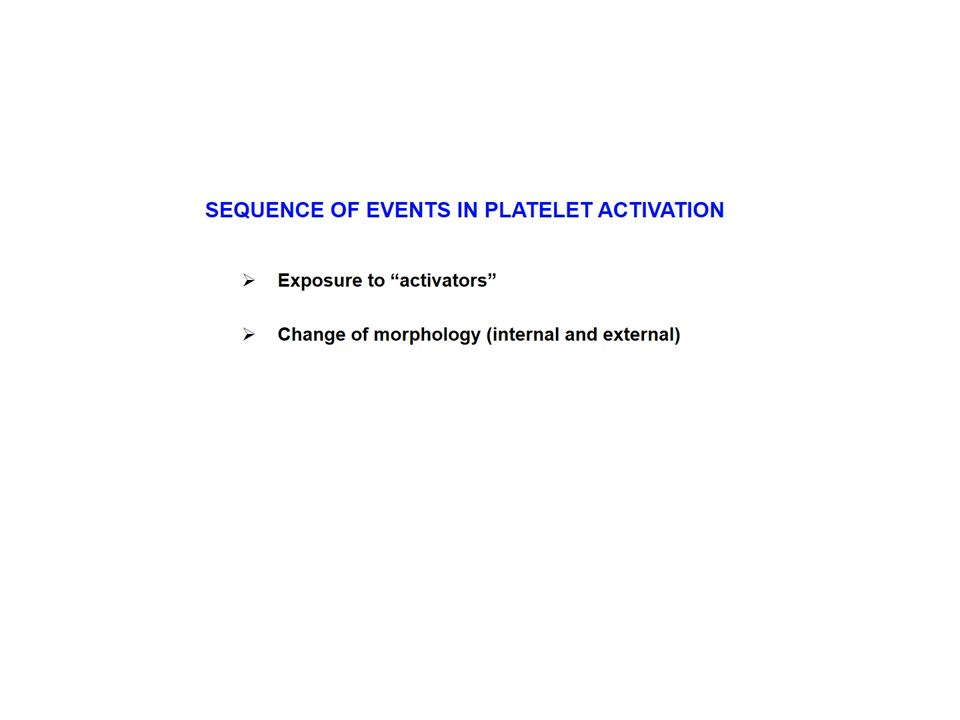 SEQUENCE OF EVENTS IN PLATELET ACTIVATION
➢ Exposure to “activators”
➢ Change of morphology (internal and external)